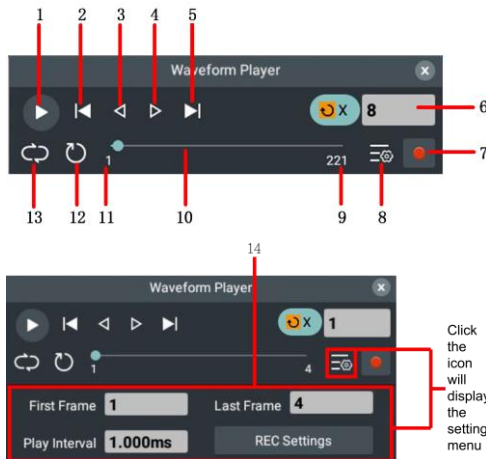 1 2 3 4 5
Waveform Player
X 8 6
1 221 7
13 12 11 10 9 8
14
Waveform Player
X 1
1 4
First Frame 1 Last Frame 4
Play Interval 1.000ms REC Settings
Click
the
icon
will
display
the
setting
menu